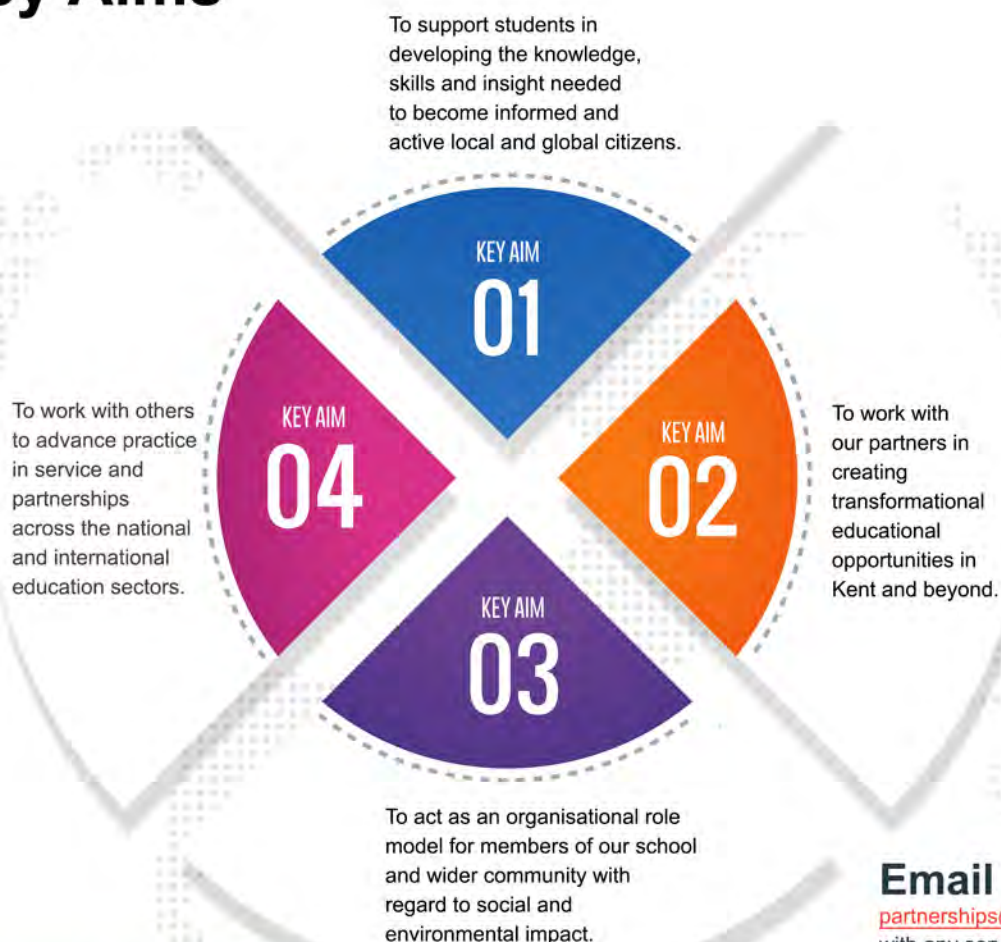 To support students in
developing the knowledge,
skills and insight needed
to become informed and
active local and global citizens.
KEY AIM
01
KEY AIM
02
To work with
our partners in
creating
transformational
educational
opportunities in
Kent and beyond.
KEY AIM
03
To act as an organisational role
model for members of our school
and wider community with
regard to social and
environmental impact.
KEY AIM
04
To work with others
to advance practice
in service and
partnerships
across the national
and international
education sectors.
Email